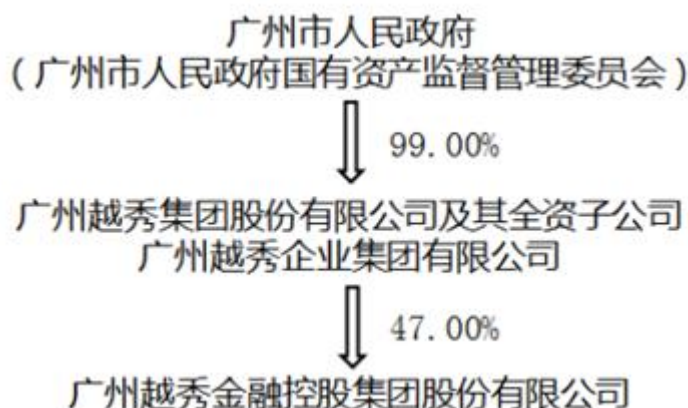 广州市人民政府
（广州市人民政府国有资产监督管理委员会）
99.00%
广州越秀集团股份有限公司及其全资子公司
广州越秀企业集团有限公司
47.00%
广州越秀金融控股集团股份有限公司